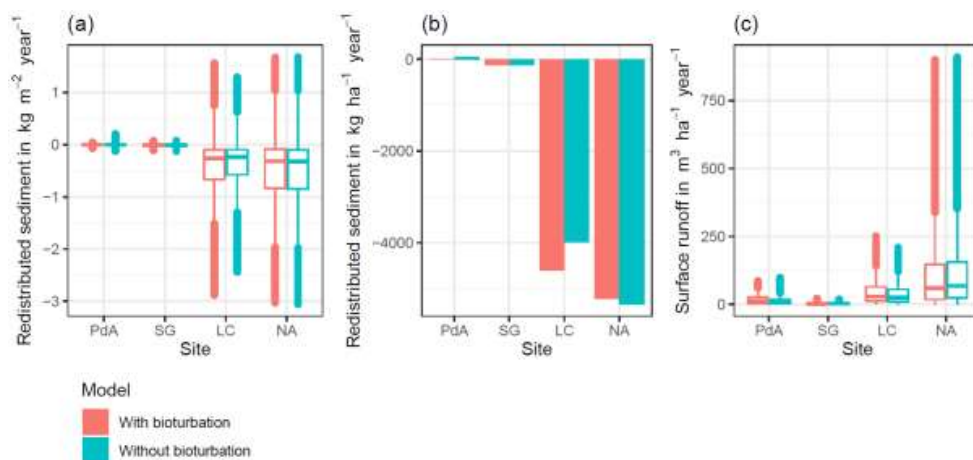 (a)
Redistributed sediment in kg m−2 year−1
1
0
−1
−2
−3
PdA SG LC NA
Site
(b)
Redistributed sediment in kg ha−1 year−1
0
−2000
−4000
PdA SG LC NA
Site
(c)
Surface runoff in m3 ha−1 year−1
750
500
250
0
PdA SG LC NA
Site
Model
With bioturbation
Without bioturbation